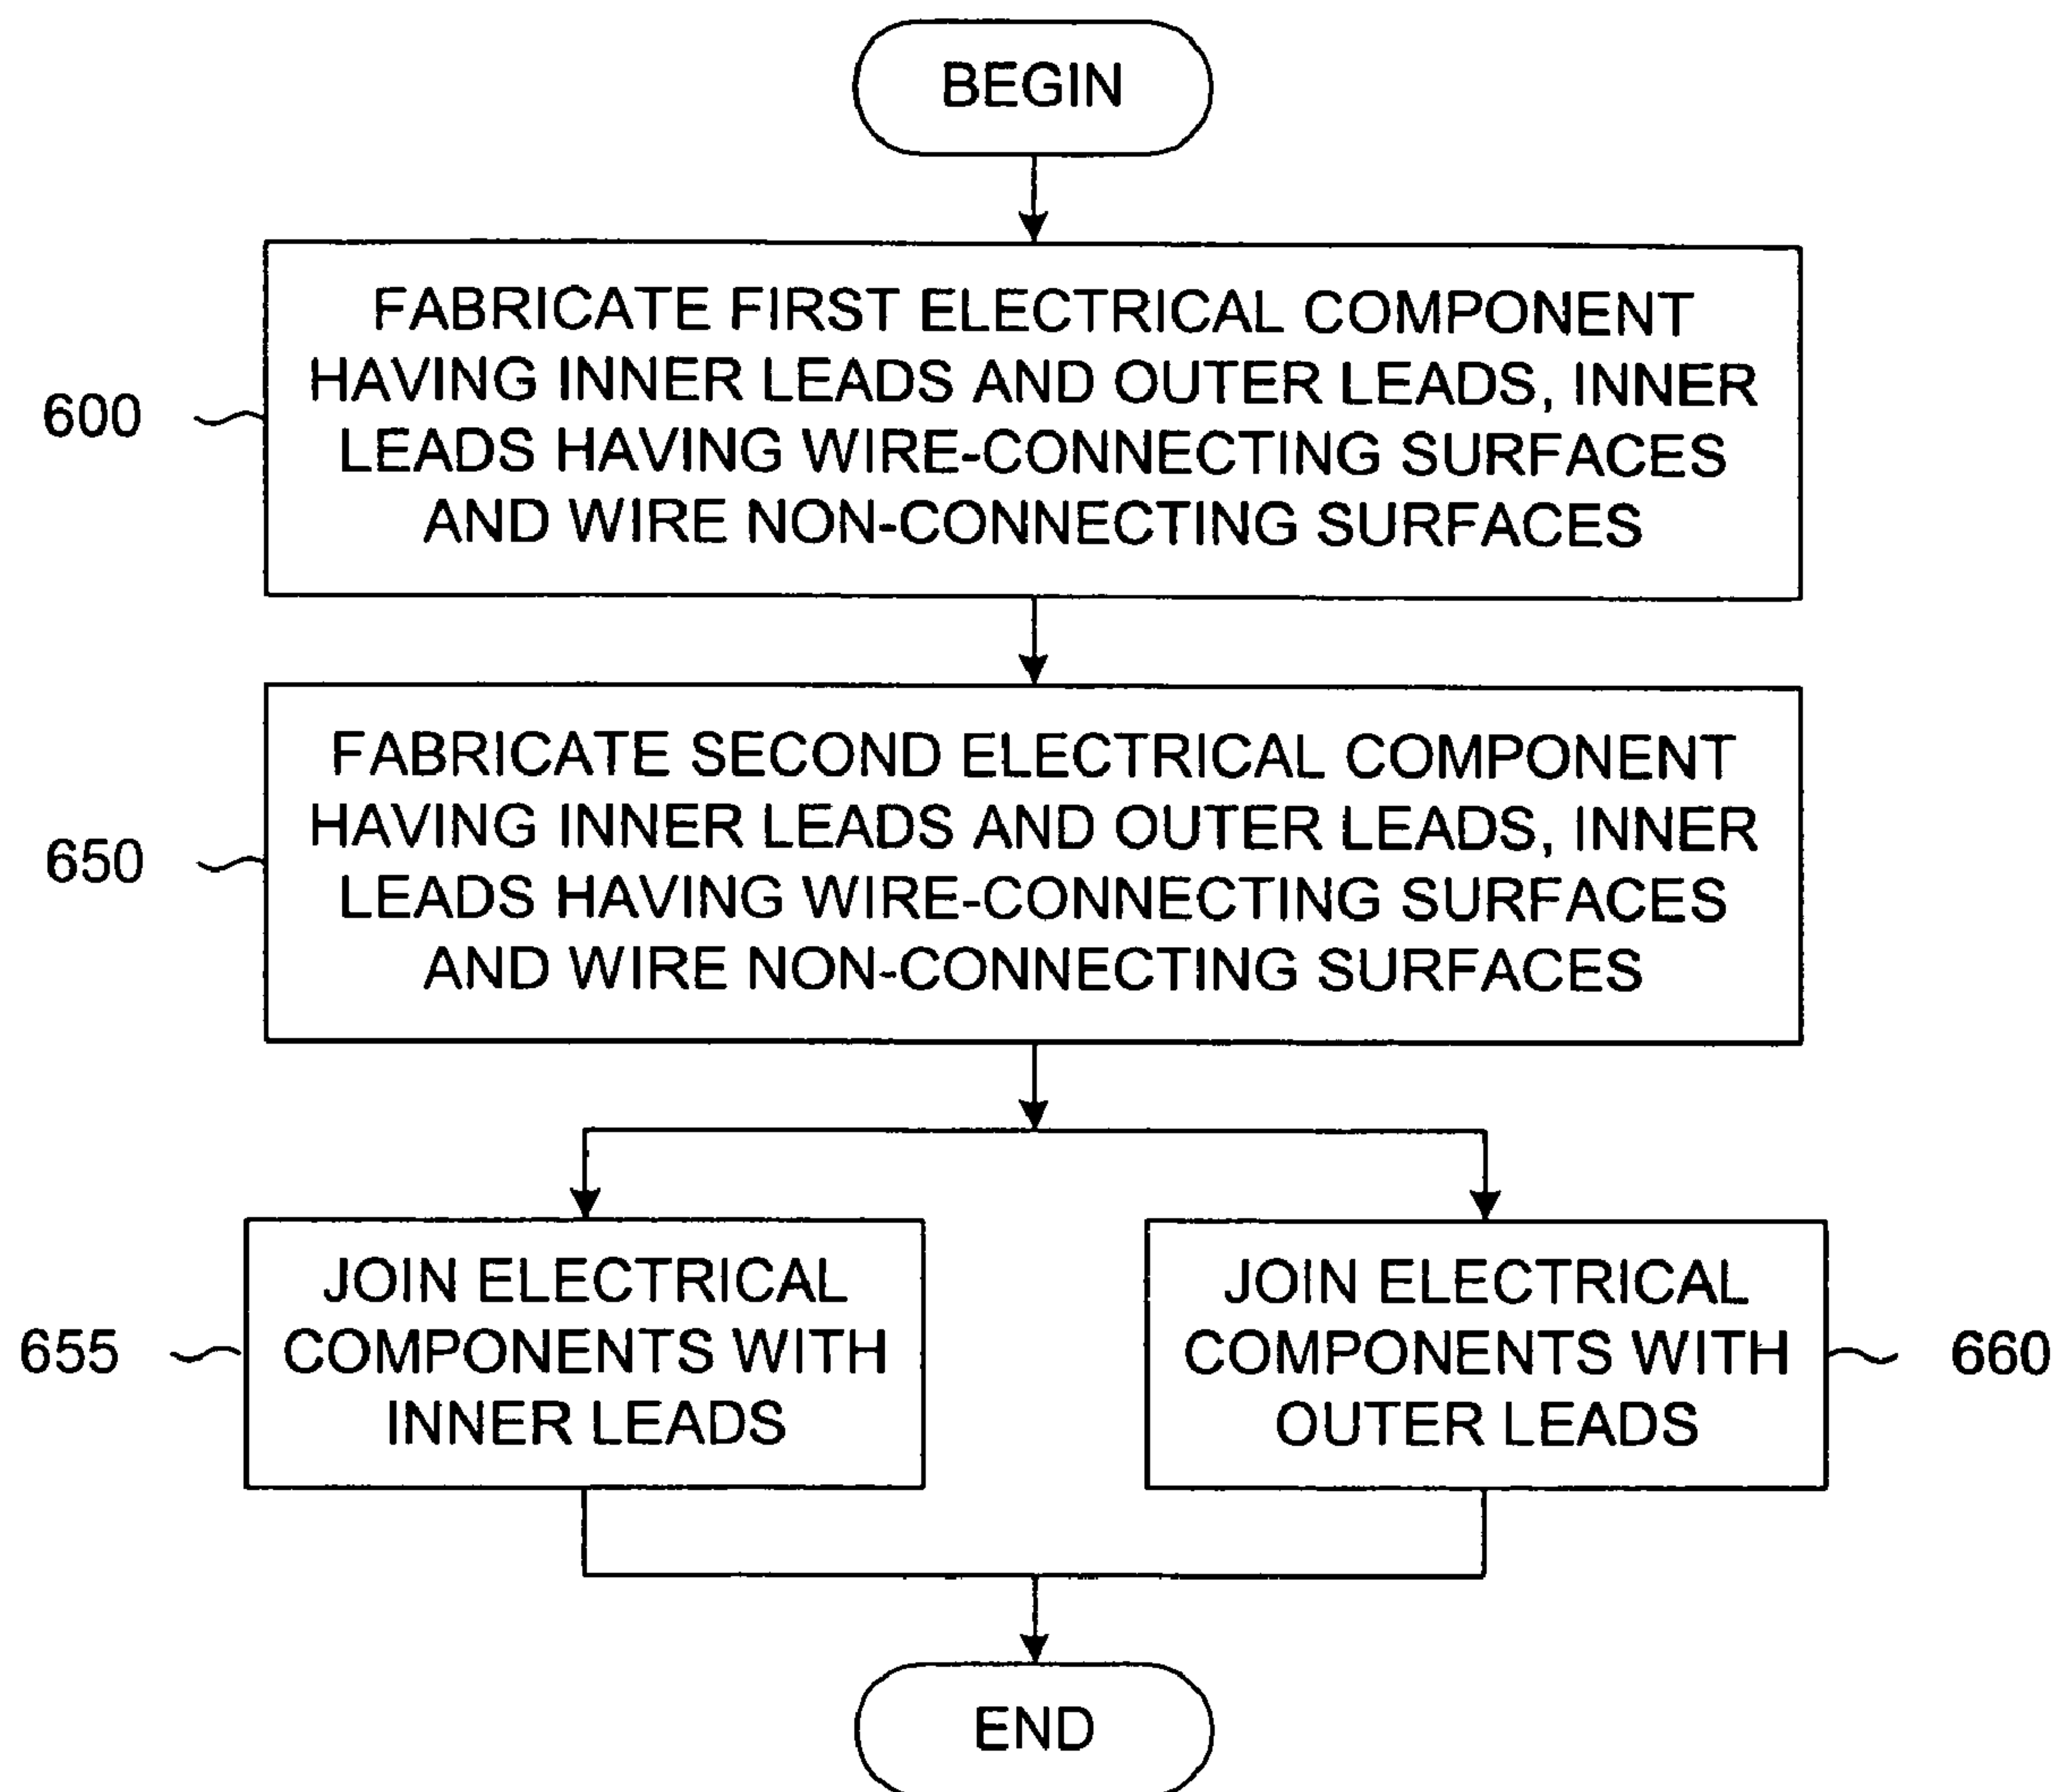 BEGIN
600
FABRICATE FIRST ELECTRICAL COMPONENT
HAVING INNER LEADS AND OUTER LEADS, INNER
LEADS HAVING WIRE-CONNECTING SURFACES
AND WIRE NON-CONNECTING SURFACES
650
FABRICATE SECOND ELECTRICAL COMPONENT
HAVING INNER LEADS AND OUTER LEADS, INNER
LEADS HAVING WIRE-CONNECTING SURFACES
AND WIRE NON-CONNECTING SURFACES
655
JOIN ELECTRICAL
COMPONENTS WITH
INNER LEADS
JOIN ELECTRICAL
COMPONENTS WITH
OUTER LEADS
660
END